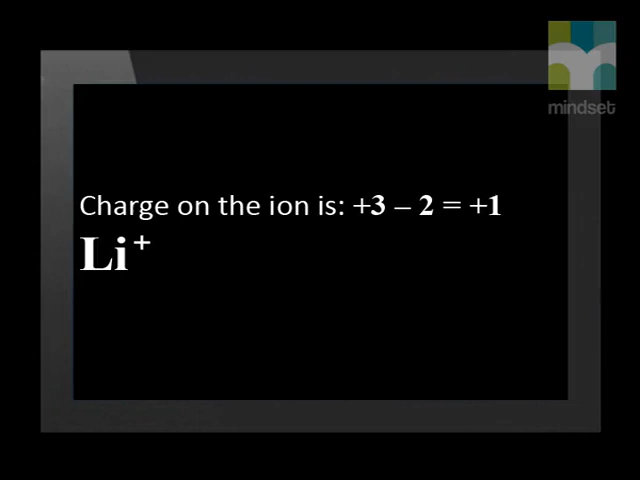 mindset
Charge on the ion is: +3 – 2 = +1
Li⁺